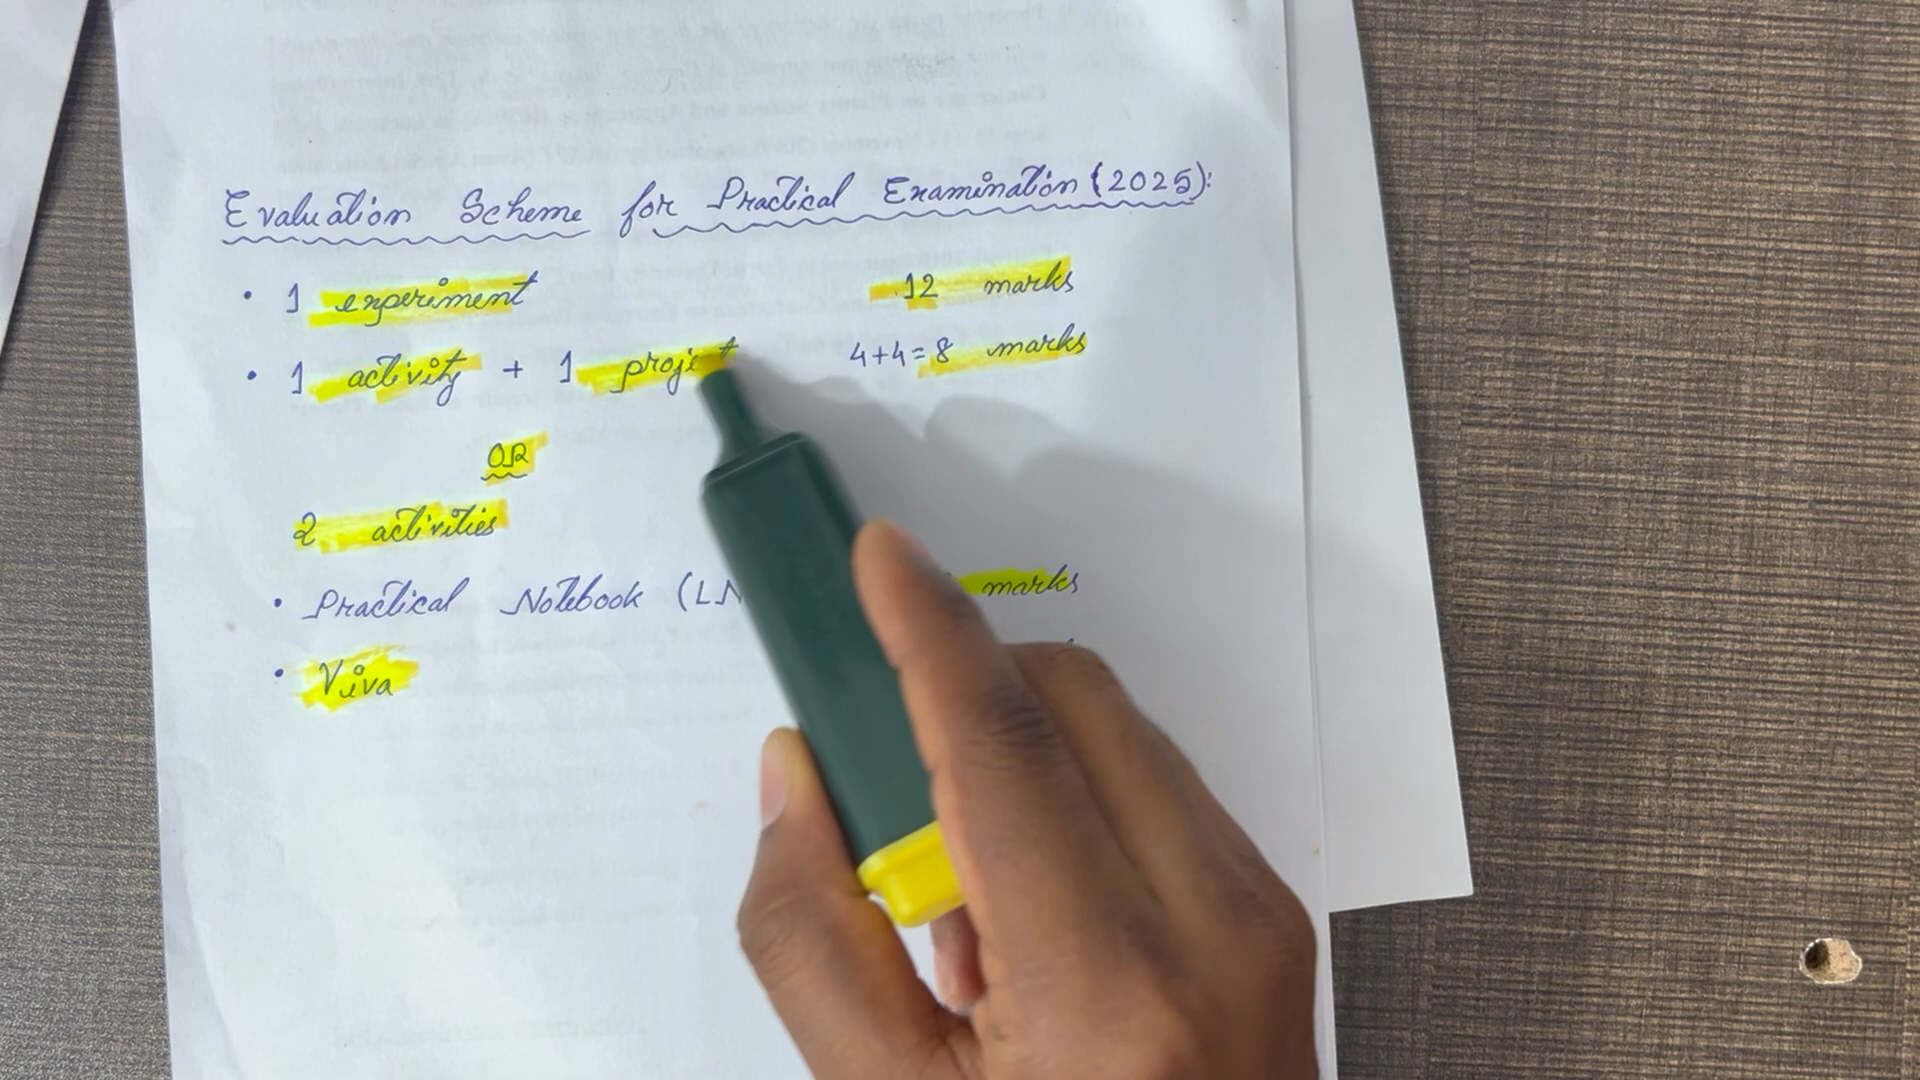 Evaluation Scheme for Practical Examination (2025):
• 1 experiment 12 marks
• 1 activity + 1 project 4+4=8 marks
OR
2 activities
• Practical Notebook (LN marks
• Viva